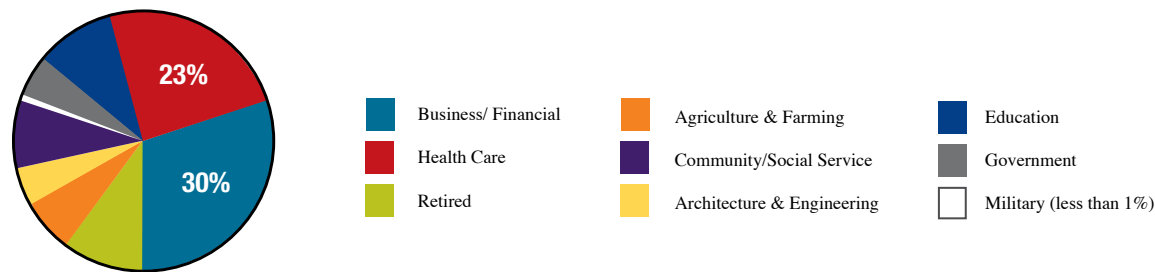 23%
30%
Business/ Financial
Health Care
Retired
Agriculture & Farming
Community/Social Service
Architecture & Engineering
Education
Government
Military (less than 1%)